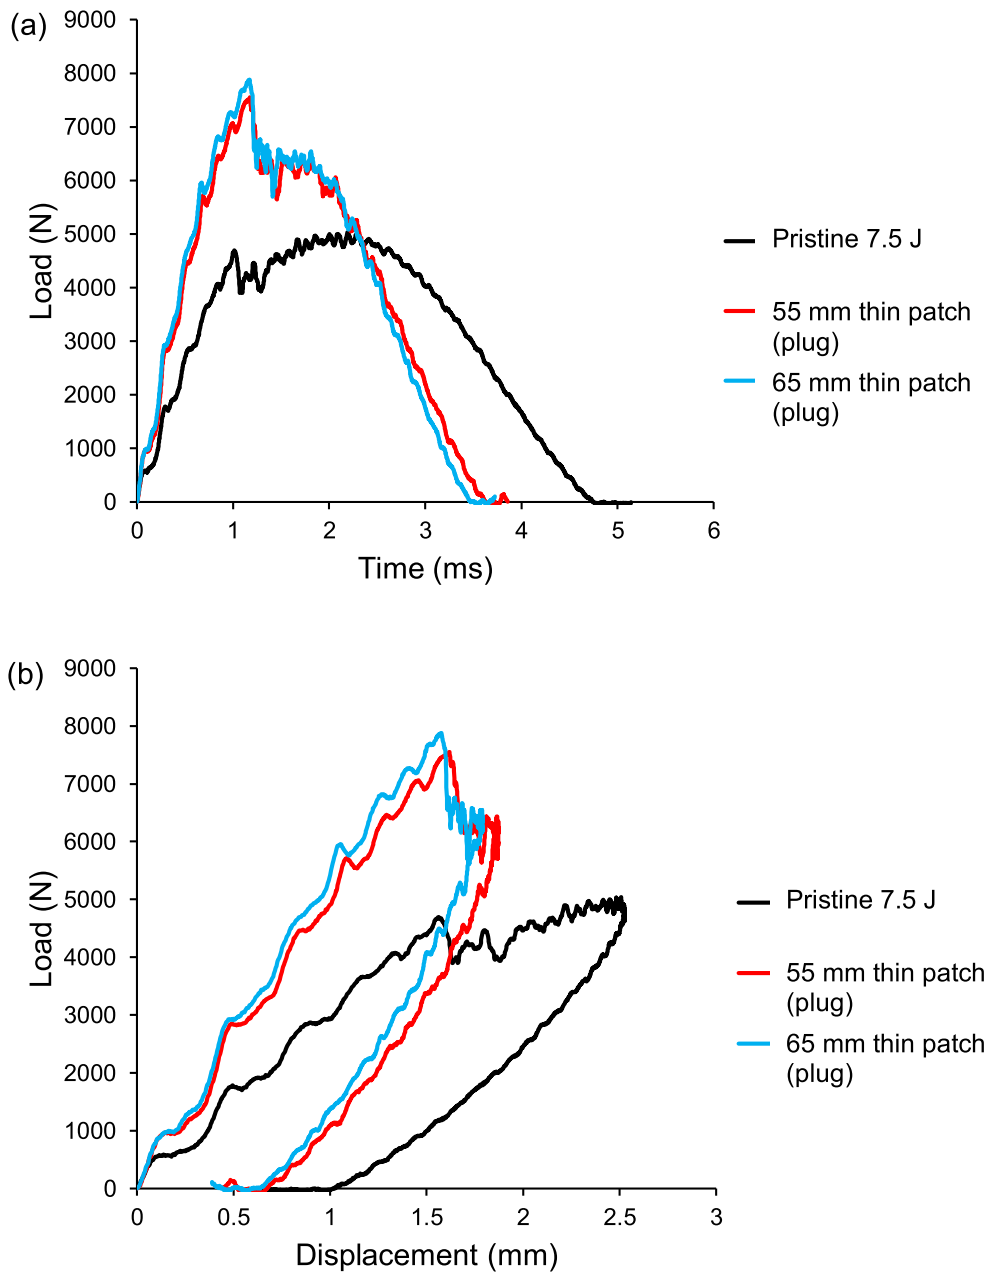 (a)
9000
8000
7000
6000
5000
4000
3000
2000
1000
0
Load (N)
0 1 2 3 4 5 6
Time (ms)
Pristine 7.5 J
55 mm thin patch
(plug)
65 mm thin patch
(plug)
(b)
9000
8000
7000
6000
5000
4000
3000
2000
1000
0
Load (N)
0 0.5 1 1.5 2 2.5 3
Displacement (mm)
Pristine 7.5 J
55 mm thin patch
(plug)
65 mm thin patch
(plug)